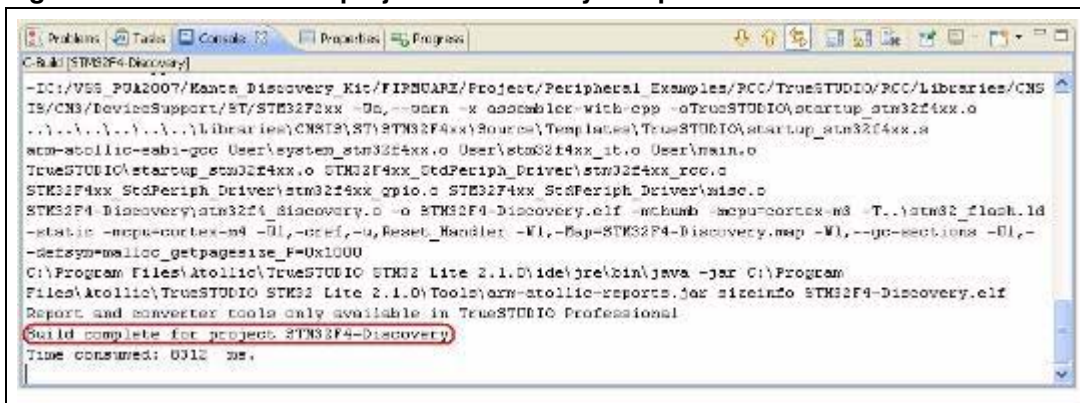 Problems Tasks Console Properties Progress
C-Build [STM32F4-Discovery]
-IC:/VSS_PUA2007/Manta_Discovery_Kit/FIRMWARE/Project/Peripheral_Examples/RCC/TrueSTUDIO/RCC/Libraries/CMS
IS/CM3/DeviceSupport/ST/STM32F2xx -Wa,--warn -x assembler-with-cpp -oTrueSTUDIO\startup_stm32f4xx.o
..\..\..\..\..\Libraries\CMSIS\ST\STM32F4xx\Source\Templates\TrueSTUDIO\startup_stm32f4xx.s
arm-atollic-eabi-gcc User\system_stm32f4xx.o User\stm32f4xx_it.o User\main.o
TrueSTUDIO\startup_stm32f4xx.o STM32F4xx_StdPeriph_Driver\stm32f4xx_rcc.o
STM32F4xx_StdPeriph_Driver\stm32f4xx_gpio.o STM32F4xx_StdPeriph_Driver\misc.o
STM32F4-Discovery\stm32f4_discovery.o -o STM32F4-Discovery.elf -mthumb -mcpu=cortex-m3 -T..\stm32_flash.ld
-static -mcpu=cortex-m4 -Wl,-cref,-u,Reset_Handler -Wl,-Map=STM32F4-Discovery.map -Wl,--gc-sections -Wl,-
-defsym=malloc_getpagesize_P=0x1000
C:\Program Files\Atollic\TrueSTUDIO STM32 Lite 2.1.0\ide\jre\bin\java -jar C:\Program
Files\Atollic\TrueSTUDIO STM32 Lite 2.1.0\Tools\arm-atollic-reports.jar sizeinfo STM32F4-Discovery.elf
Report and converter tools only available in TrueSTUDIO Professional
Build complete for project STM32F4-Discovery
Time consumed: 8312 ms.